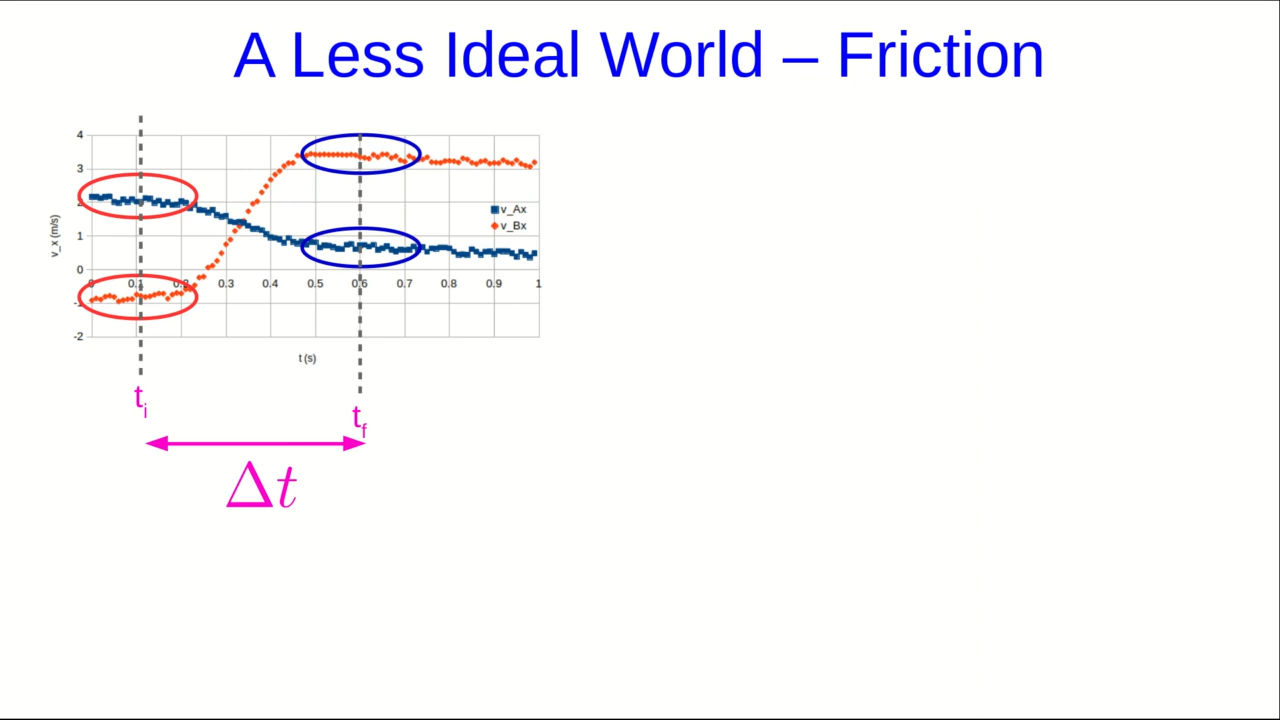 A Less Ideal World – Friction
4
3
2
1
0
-1
-2
v_x (m/s)
0 0.1 0.2 0.3 0.4 0.5 0.6 0.7 0.8 0.9 1
t (s)
v_Ax
v_Bx
ti
tf
Δt